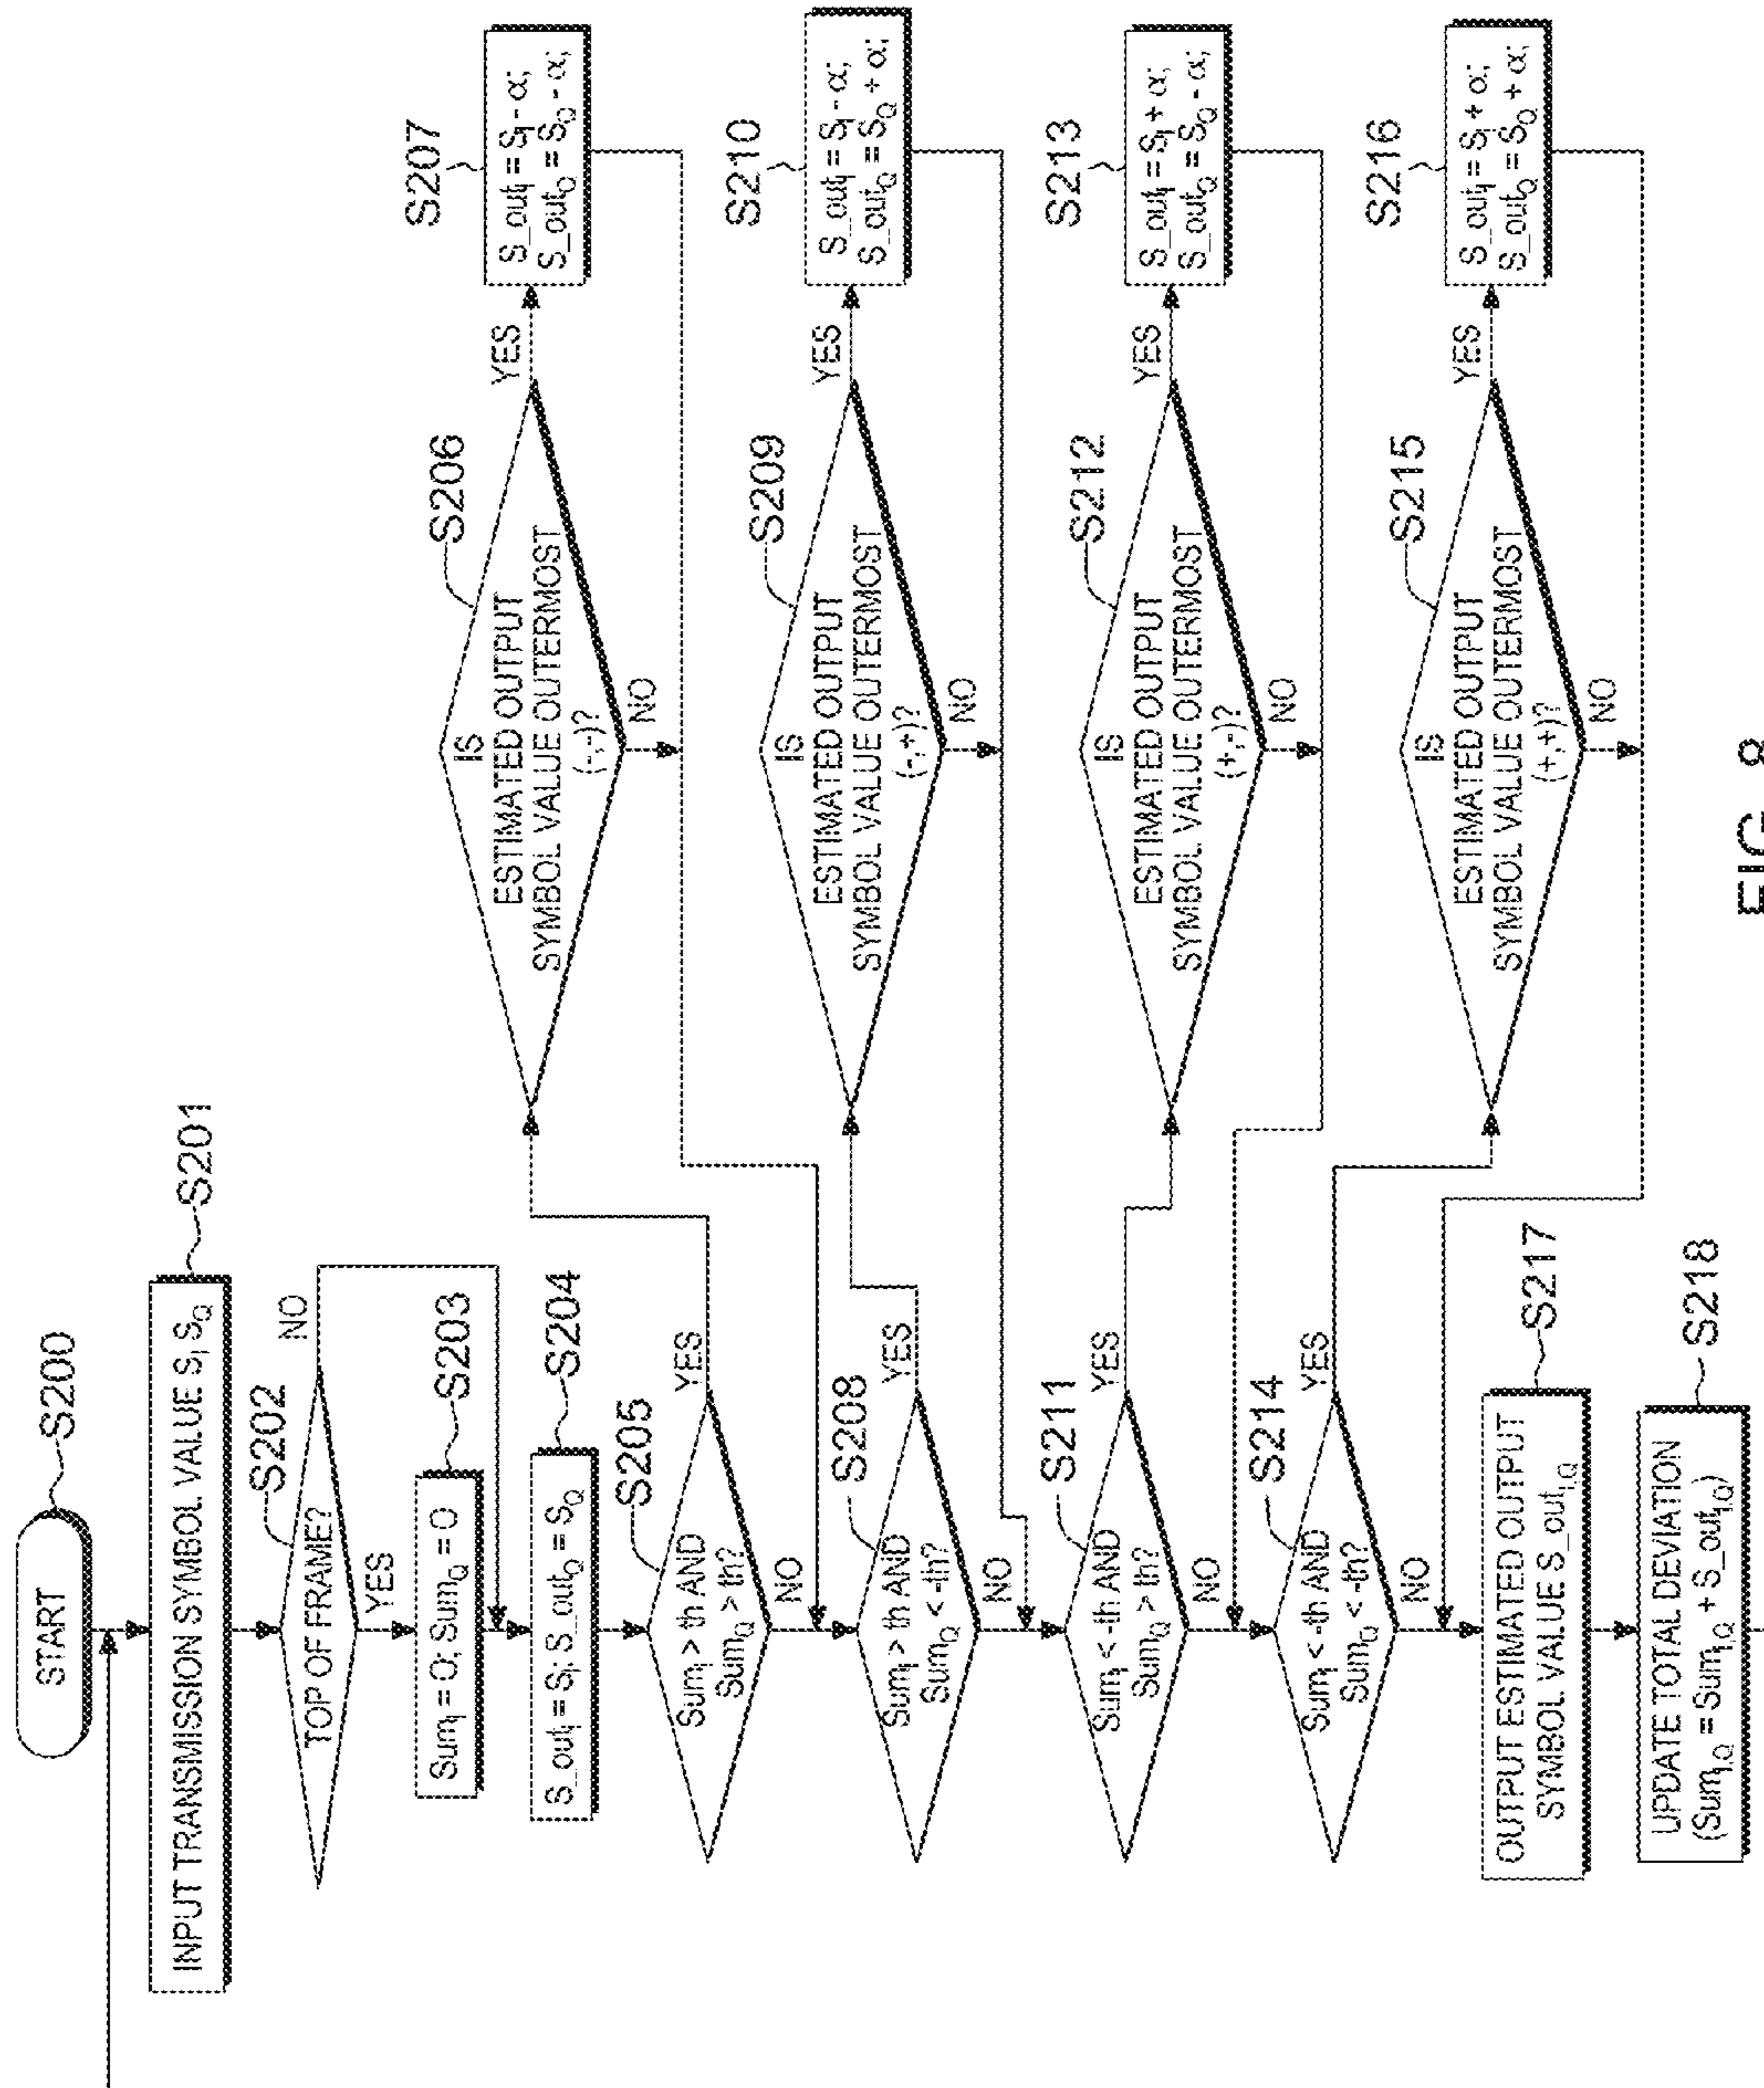 START
S200
INPUT TRANSMISSION SYMBOL VALUE S_I, S_Q
S201
TOP OF FRAME?
S202
NO
YES
Sum_I = 0; Sum_Q = 0
S203
S_out_I = S_I; S_out_Q = S_Q
S204
Sum_I > th AND
Sum_Q > th?
S205
YES
NO
IS
ESTIMATED OUTPUT
SYMBOL VALUE OUTERMOST
(-,-)?
S206
YES
NO
S_out_I = S_I - α;
S_out_Q = S_Q - α;
S207
Sum_I > th AND
Sum_Q < -th?
S208
YES
NO
IS
ESTIMATED OUTPUT
SYMBOL VALUE OUTERMOST
(-,+)?
S209
YES
NO
S_out_I = S_I - α;
S_out_Q = S_Q + α;
S210
Sum_I < -th AND
Sum_Q > th?
S211
YES
NO
IS
ESTIMATED OUTPUT
SYMBOL VALUE OUTERMOST
(+,-)?
S212
YES
NO
S_out_I = S_I + α;
S_out_Q = S_Q - α;
S213
Sum_I < -th AND
Sum_Q < -th?
S214
YES
NO
IS
ESTIMATED OUTPUT
SYMBOL VALUE OUTERMOST
(+,+)?
S215
YES
NO
S_out_I = S_I + α;
S_out_Q = S_Q + α;
S216
OUTPUT ESTIMATED OUTPUT
SYMBOL VALUE S_out_I,Q
S217
UPDATE TOTAL DEVIATION
(Sum_I,Q = Sum_I,Q + S_out_I,Q)
S218
FIG. 8